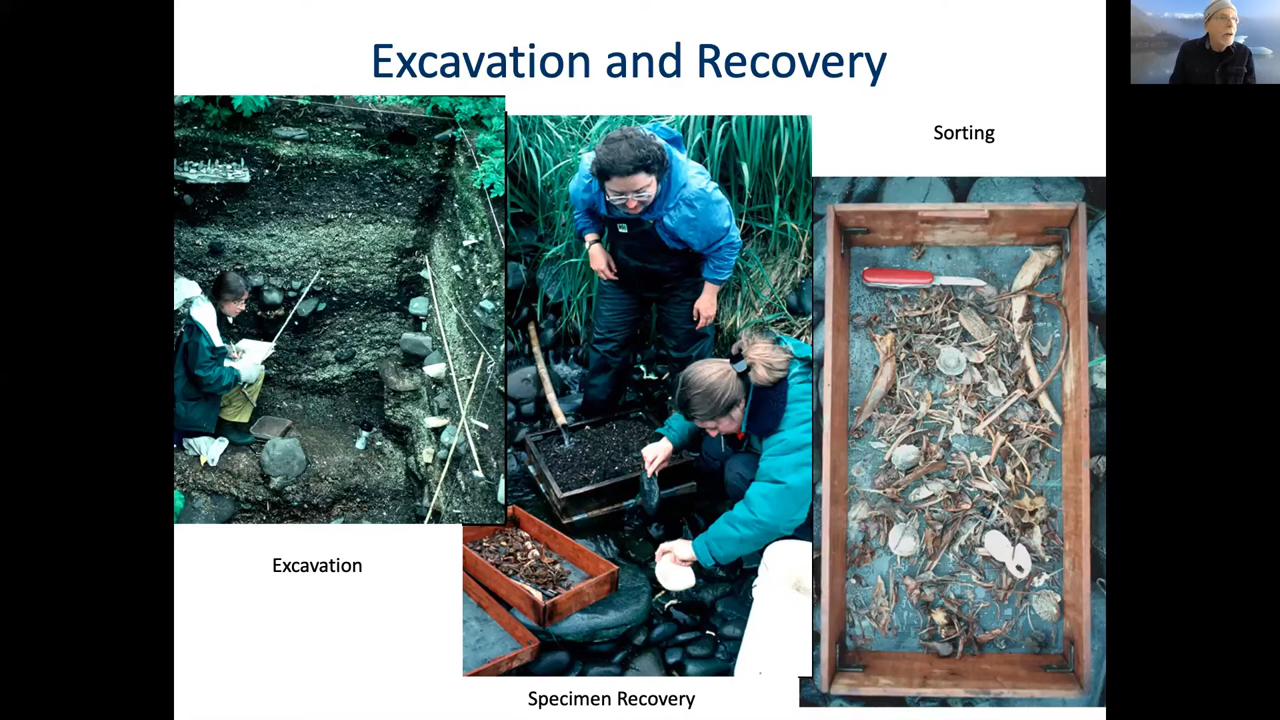 Excavation and Recovery
Sorting
Excavation
Specimen Recovery